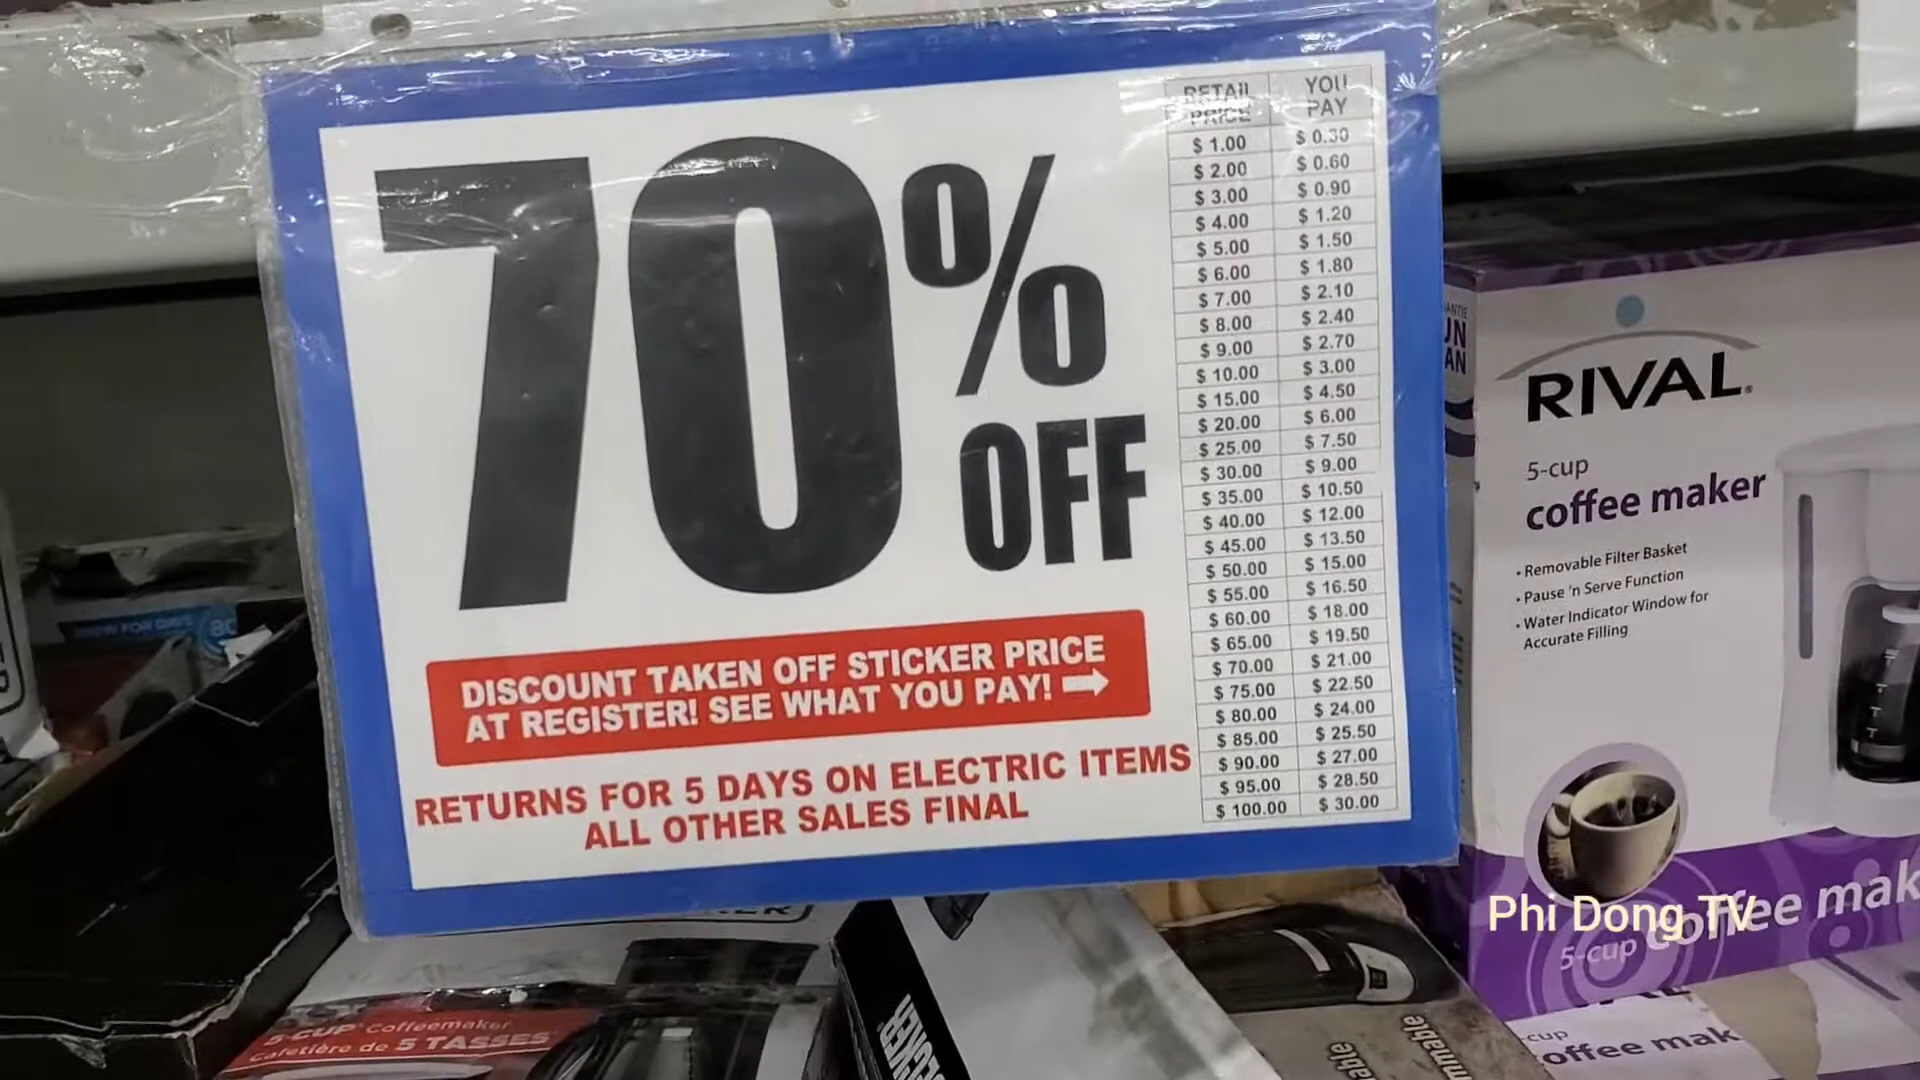 70%
OFF
DISCOUNT TAKEN OFF STICKER PRICE
AT REGISTER! SEE WHAT YOU PAY!
RETURNS FOR 5 DAYS ON ELECTRIC ITEMS
ALL OTHER SALES FINAL
RETAIL PRICE YOU PAY
$ 1.00 $ 0.30
$ 2.00 $ 0.60
$ 3.00 $ 0.90
$ 4.00 $ 1.20
$ 5.00 $ 1.50
$ 6.00 $ 1.80
$ 7.00 $ 2.10
$ 8.00 $ 2.40
$ 9.00 $ 2.70
$ 10.00 $ 3.00
$ 15.00 $ 4.50
$ 20.00 $ 6.00
$ 25.00 $ 7.50
$ 30.00 $ 9.00
$ 35.00 $ 10.50
$ 40.00 $ 12.00
$ 45.00 $ 13.50
$ 50.00 $ 15.00
$ 55.00 $ 16.50
$ 60.00 $ 18.00
$ 65.00 $ 19.50
$ 70.00 $ 21.00
$ 75.00 $ 22.50
$ 80.00 $ 24.00
$ 85.00 $ 25.50
$ 90.00 $ 27.00
$ 95.00 $ 28.50
$ 100.00 $ 30.00
RIVAL
5-cup
coffee maker
• Removable Filter Basket
• Pause 'n Serve Function
• Water Indicator Window for
Accurate Filling
Phi Dong TV
5-cup coffee mak
cup
coffee mak
5-CUP Coffeemaker
Cafetière de 5 TASSES